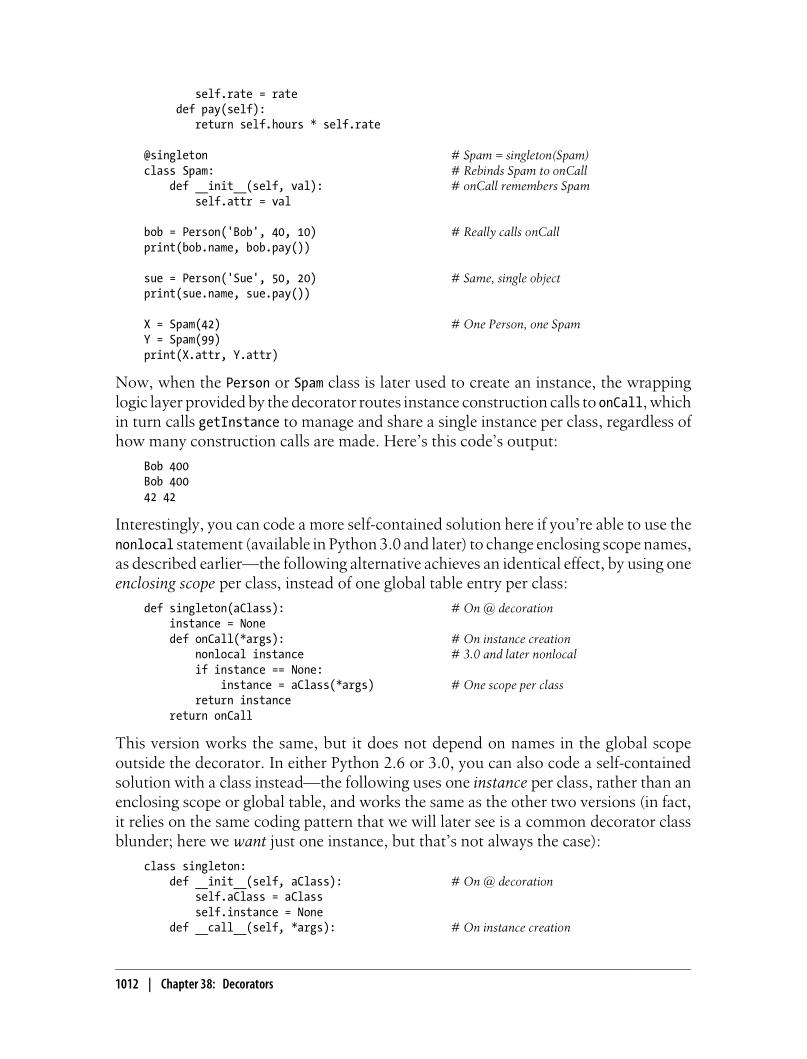 self.rate = rate
    def pay(self):
        return self.hours * self.rate

@singleton                                      # Spam = singleton(Spam)
class Spam:                                     # Rebinds Spam to onCall
    def __init__(self, val):                    # onCall remembers Spam
        self.attr = val

bob = Person('Bob', 40, 10)                     # Really calls onCall
print(bob.name, bob.pay())

sue = Person('Sue', 50, 20)                     # Same, single object
print(sue.name, sue.pay())

X = Spam(42)                                    # One Person, one Spam
Y = Spam(99)
print(X.attr, Y.attr)
Now, when the Person or Spam class is later used to create an instance, the wrapping
logic layer provided by the decorator routes instance construction calls to onCall, which
in turn calls getInstance to manage and share a single instance per class, regardless of
how many construction calls are made. Here’s this code’s output:
Bob 400
Bob 400
42 42
Interestingly, you can code a more self-contained solution here if you’re able to use the
nonlocal statement (available in Python 3.0 and later) to change enclosing scope names,
as described earlier—the following alternative achieves an identical effect, by using one
enclosing scope per class, instead of one global table entry per class:
def singleton(aClass):                          # On @ decoration
    instance = None
    def onCall(*args):                          # On instance creation
        nonlocal instance                       # 3.0 and later nonlocal
        if instance == None:
            instance = aClass(*args)            # One scope per class
        return instance
    return onCall
This version works the same, but it does not depend on names in the global scope
outside the decorator. In either Python 2.6 or 3.0, you can also code a self-contained
solution with a class instead—the following uses one instance per class, rather than an
enclosing scope or global table, and works the same as the other two versions (in fact,
it relies on the same coding pattern that we will later see is a common decorator class
blunder; here we want just one instance, but that’s not always the case):
class singleton:
    def __init__(self, aClass):                 # On @ decoration
        self.aClass = aClass
        self.instance = None
    def __call__(self, *args):                  # On instance creation
1012 | Chapter 38: Decorators